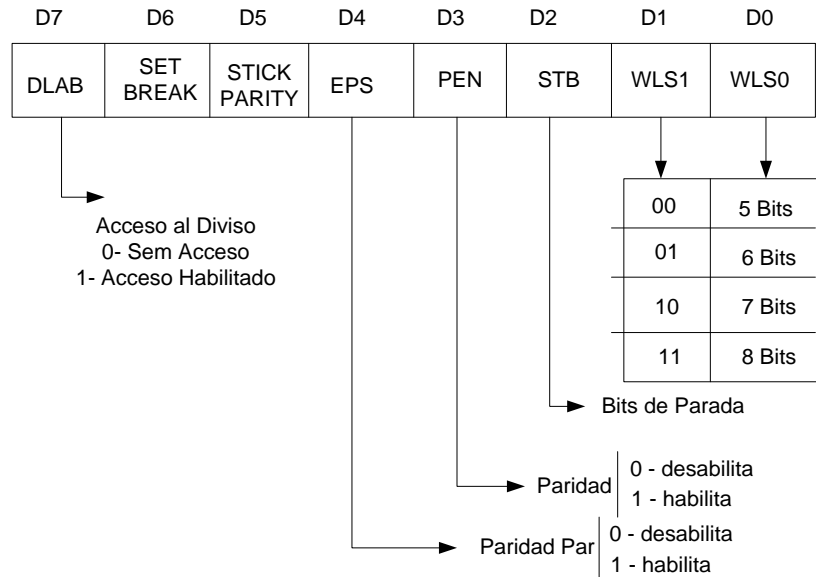 D7 D6 D5 D4 D3 D2 D1 D0
DLAB
SET
BREAK
STICK
PARITY
EPS
PEN
STB
WLS1
WLS0
Acceso al Diviso
0- Sem Acceso
1- Acceso Habilitado
00 5 Bits
01 6 Bits
10 7 Bits
11 8 Bits
Bits de Parada
Paridad
0 - desabilita
1 - habilita
Paridad Par
0 - desabilita
1 - habilita